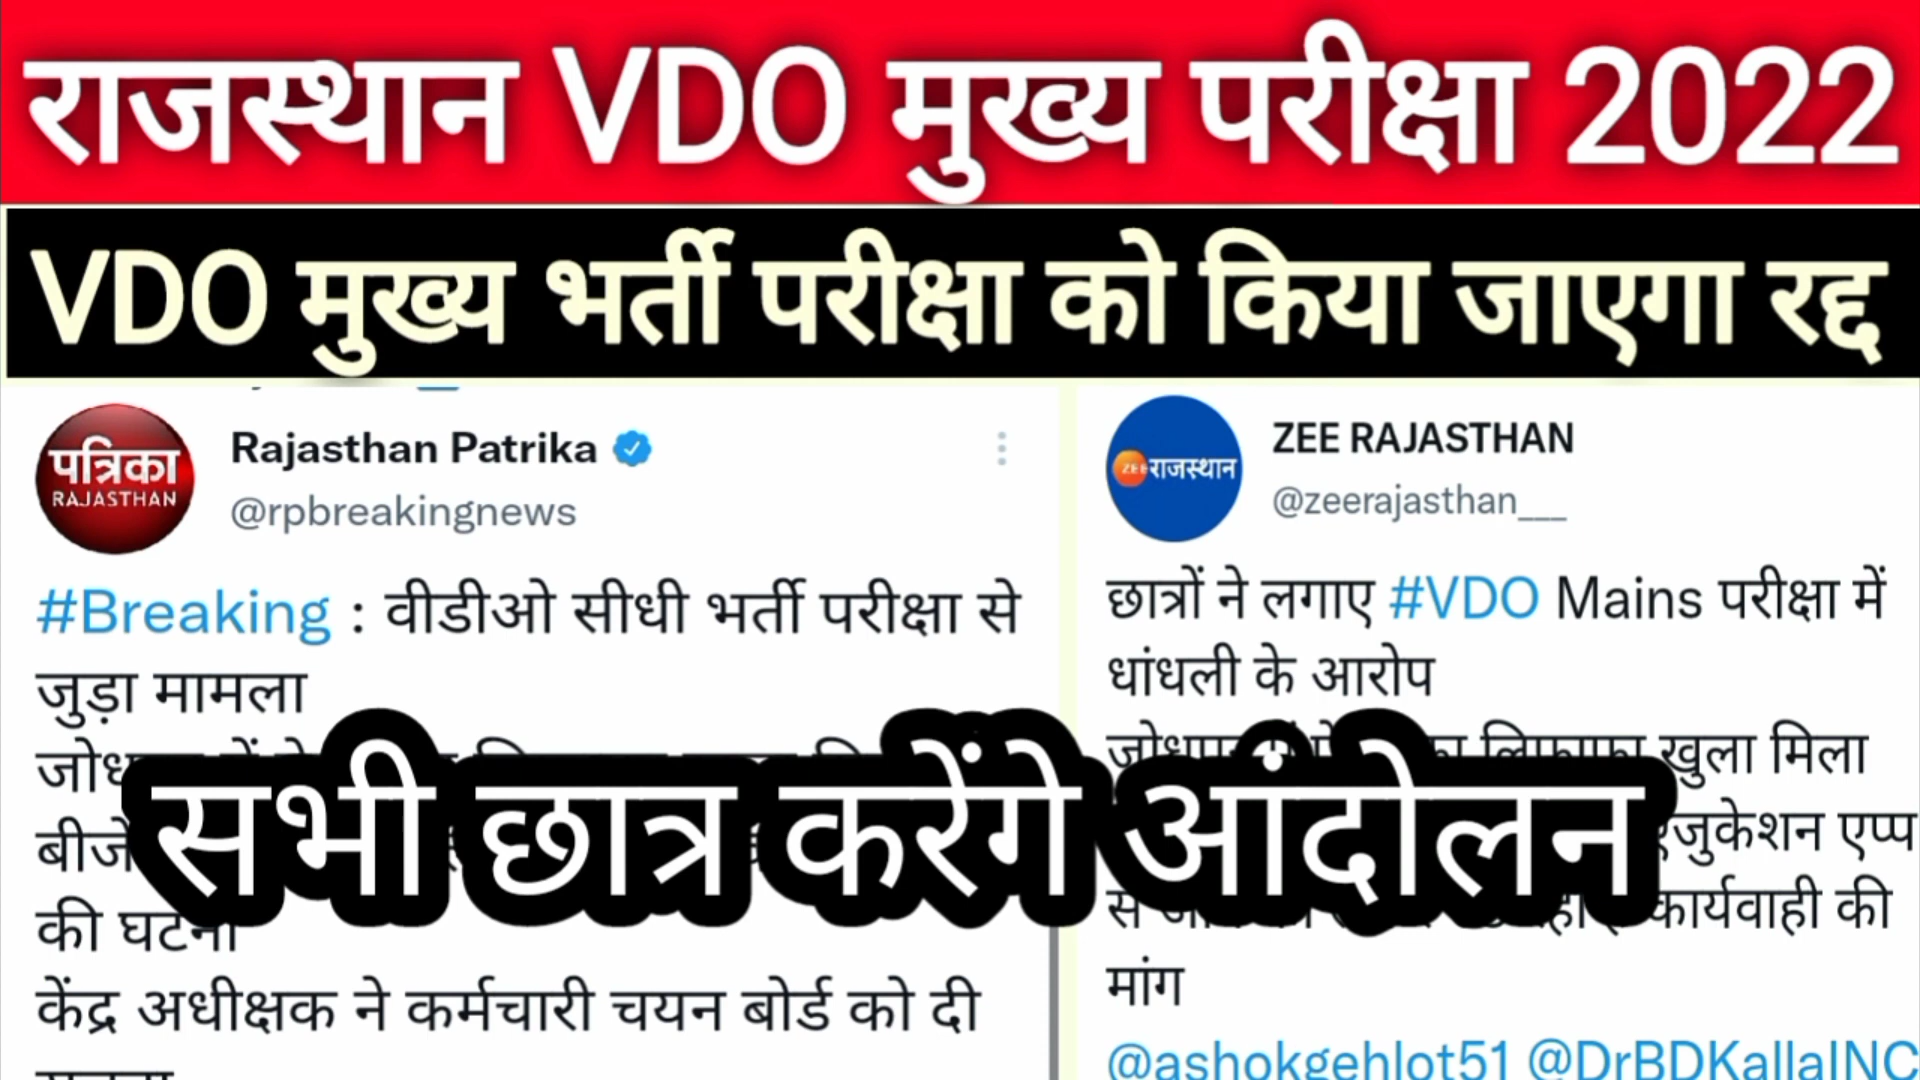 राजस्थान VDO मुख्य परीक्षा 2022
VDO मुख्य भर्ती परीक्षा को किया जाएगा रद्द
पत्रिका
RAJASTHAN
Rajasthan Patrika
@rpbreakingnews
#Breaking : वीडीओ सीधी भर्ती परीक्षा से
जुड़ा मामला
की घटना
केंद्र अधीक्षक ने कर्मचारी चयन बोर्ड को दी
ZEE राजस्थान
ZEE RAJASTHAN
@zeerajasthan___
छात्रों ने लगाए #VDO Mains परीक्षा में
धांधली के आरोप
खुला मिला
एजुकेशन एप्प
कार्यवाही की
मांग
@ashokgehlot51 @DrBDKallaINC
सभी छात्र करेंगे आंदोलन